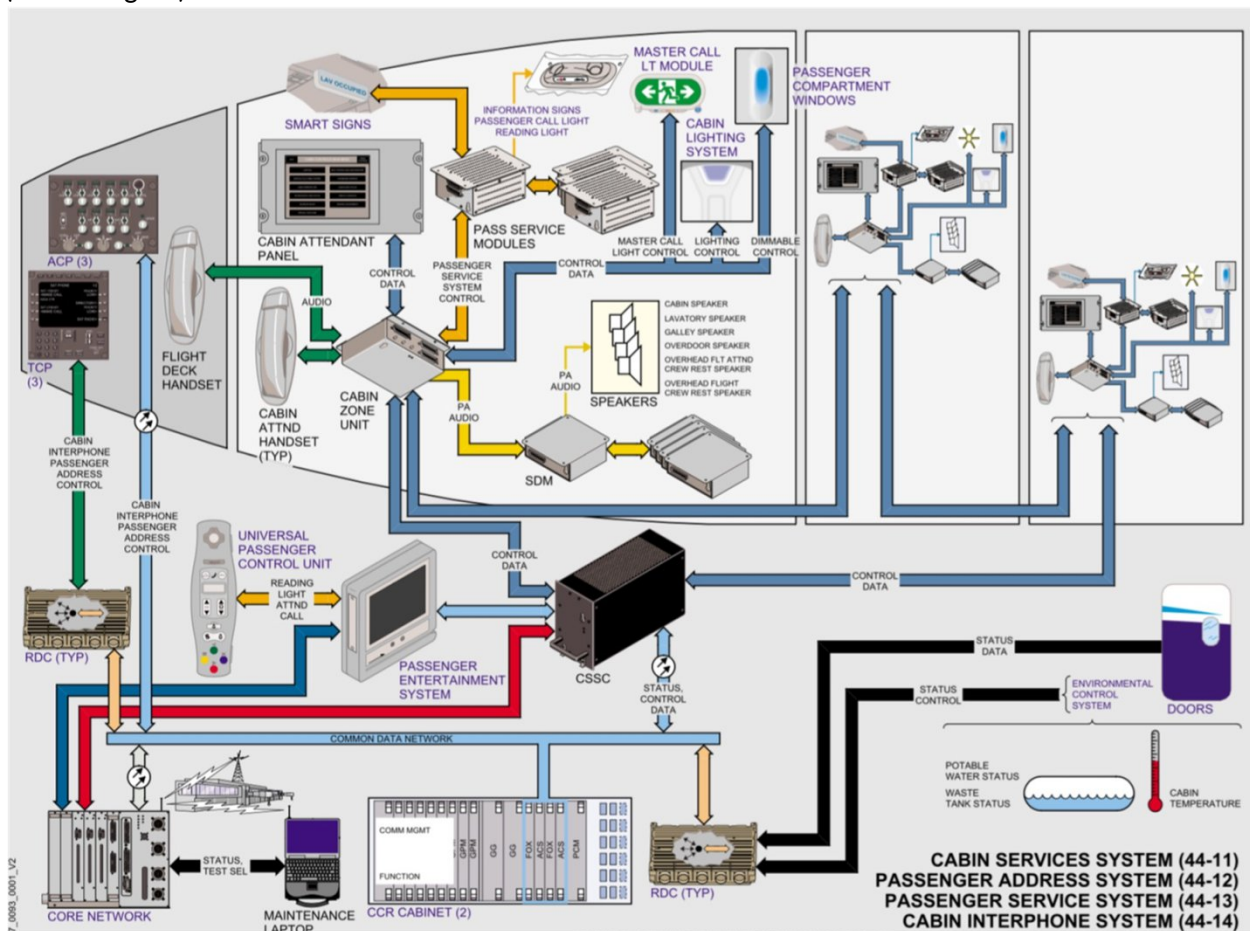 LAV OCCUPIED
SMART SIGNS
INFORMATION SIGNS
PASSENGER CALL LIGHT
READING LIGHT
MASTER CALL
LT MODULE
PASSENGER
COMPARTMENT
WINDOWS
CABIN
LIGHTING
SYSTEM
ACP (3)
CABIN ATTENDANT
PANEL
PASS SERVICE
MODULES
MASTER CALL
LIGHT CONTROL
LIGHTING
CONTROL
DIMMABLE
CONTROL
CONTROL
DATA
PASSENGER
SERVICE
SYSTEM
CONTROL
CONTROL
DATA
AUDIO
TCP
(3)
FLIGHT
DECK
HANDSET
CABIN
ATTND
HANDSET
(TYP)
CABIN
ZONE
UNIT
PA
AUDIO
PA
AUDIO
SPEAKERS
CABIN SPEAKER
LAVATORY SPEAKER
GALLEY SPEAKER
OVERDOOR SPEAKER
OVERHEAD FLT ATTND
CREW REST SPEAKER
OVERHEAD FLIGHT
CREW REST SPEAKER
SDM
CABIN
INTERPHONE
PASSENGER
ADDRESS
CONTROL
CABIN
INTERPHONE
PASSENGER
ADDRESS
CONTROL
UNIVERSAL
PASSENGER
CONTROL UNIT
READING
LIGHT
ATTND
CALL
CONTROL
DATA
CONTROL
DATA
RDC (TYP)
PASSENGER
ENTERTAINMENT
SYSTEM
CSSC
STATUS,
CONTROL
DATA
STATUS
DATA
STATUS
CONTROL
ENVIRONMENTAL
CONTROL
SYSTEM
DOORS
COMMON DATA NETWORK
POTABLE
WATER STATUS
WASTE
TANK STATUS
CABIN
TEMPERATURE
COMM MGMT
FUNCTION
GPM
GPM
GG
GG
FOX
ACS
FOX
ACS
PCM
STATUS,
TEST SEL
CORE NETWORK
MAINTENANCE
LAPTOP
CCR CABINET (2)
RDC (TYP)
CABIN SERVICES SYSTEM (44-11)
PASSENGER ADDRESS SYSTEM (44-12)
PASSENGER SERVICE SYSTEM (44-13)
CABIN INTERPHONE SYSTEM (44-14)
7_0093_0001_V2